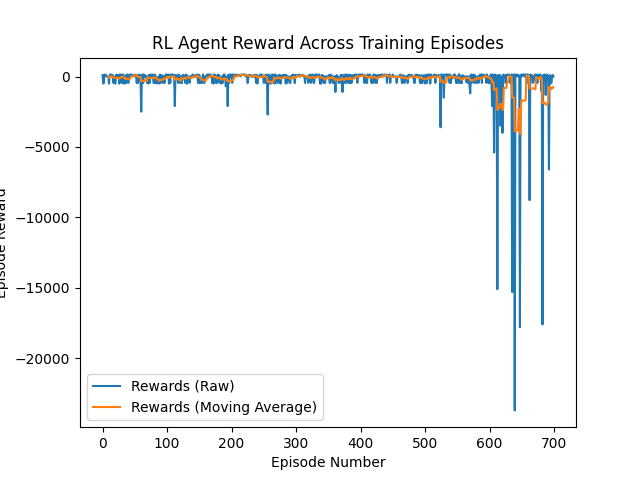 RL Agent Reward Across Training Episodes
Episode Reward
0
−5000
−10000
−15000
−20000
Rewards (Raw)
Rewards (Moving Average)
0 100 200 300 400 500 600 700
Episode Number